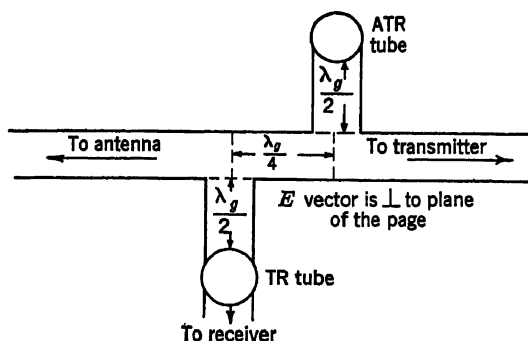 ATR
tube
λg/2
To antenna
λg/4
To transmitter
λg/2
E vector is ⊥ to plane
of the page
TR tube
To receiver